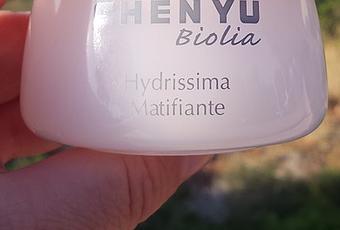 HENYU
Biolia
Hydrissima
Matifiante